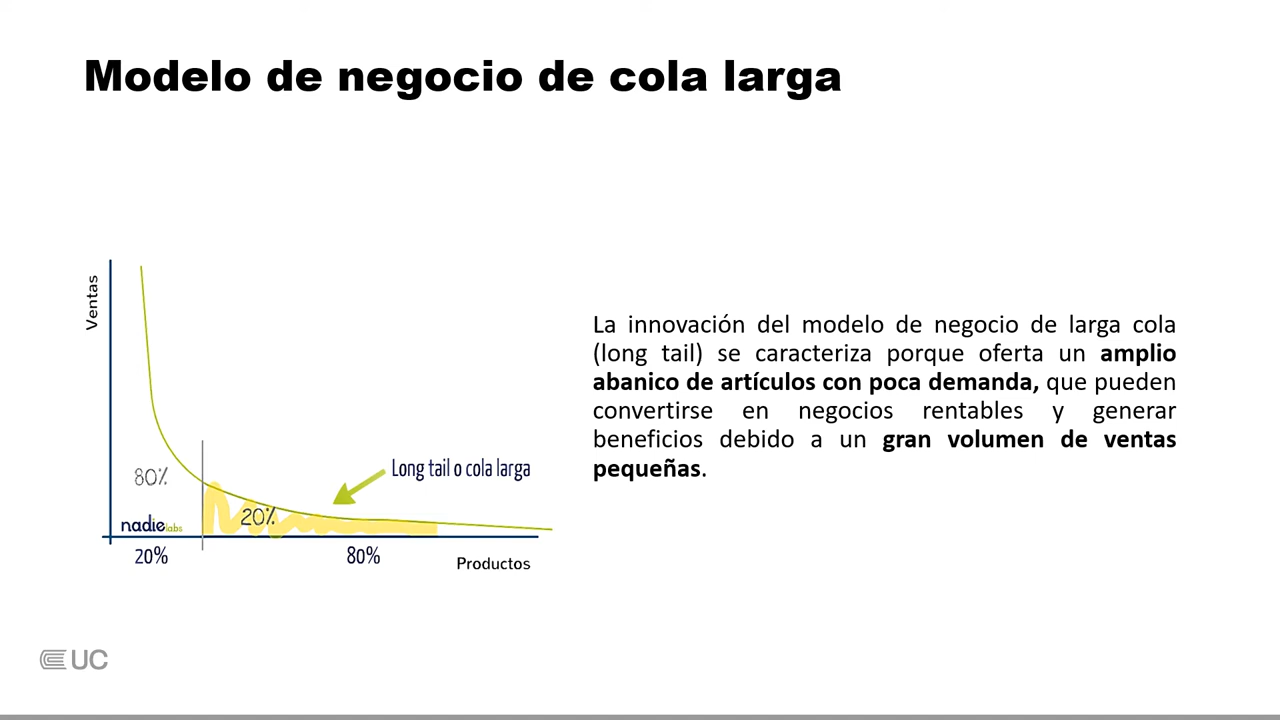 Modelo de negocio de cola larga
Ventas
80%
20%
Long tail o cola larga
nadielabs
20%
80%
Productos
La innovación del modelo de negocio de larga cola
(long tail) se caracteriza porque oferta un amplio
abanico de artículos con poca demanda, que pueden
convertirse en negocios rentables y generar
beneficios debido a un gran volumen de ventas
pequeñas.
UC